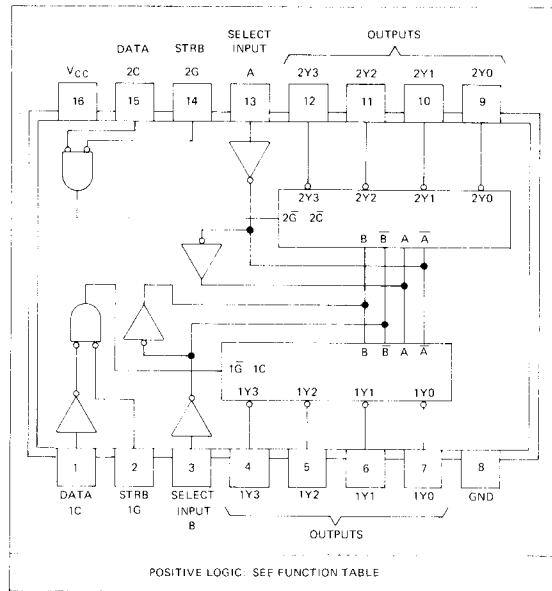 DATA STRB SELECT INPUT OUTPUTS
VCC 2C 2G A 2Y3 2Y2 2Y1 2Y0
16 15 14 13 12 11 10 9
2Y3 2Y2 2Y1 2Y0
2G̅ 2C̅
B B̅ A A̅
B B̅ A A̅
1G̅ 1C
1Y3 1Y2 1Y1 1Y0
1 2 3 4 5 6 7 8
DATA 1C STRB 1G SELECT INPUT B 1Y3 1Y2 1Y1 1Y0 GND
OUTPUTS
POSITIVE LOGIC: SEE FUNCTION TABLE